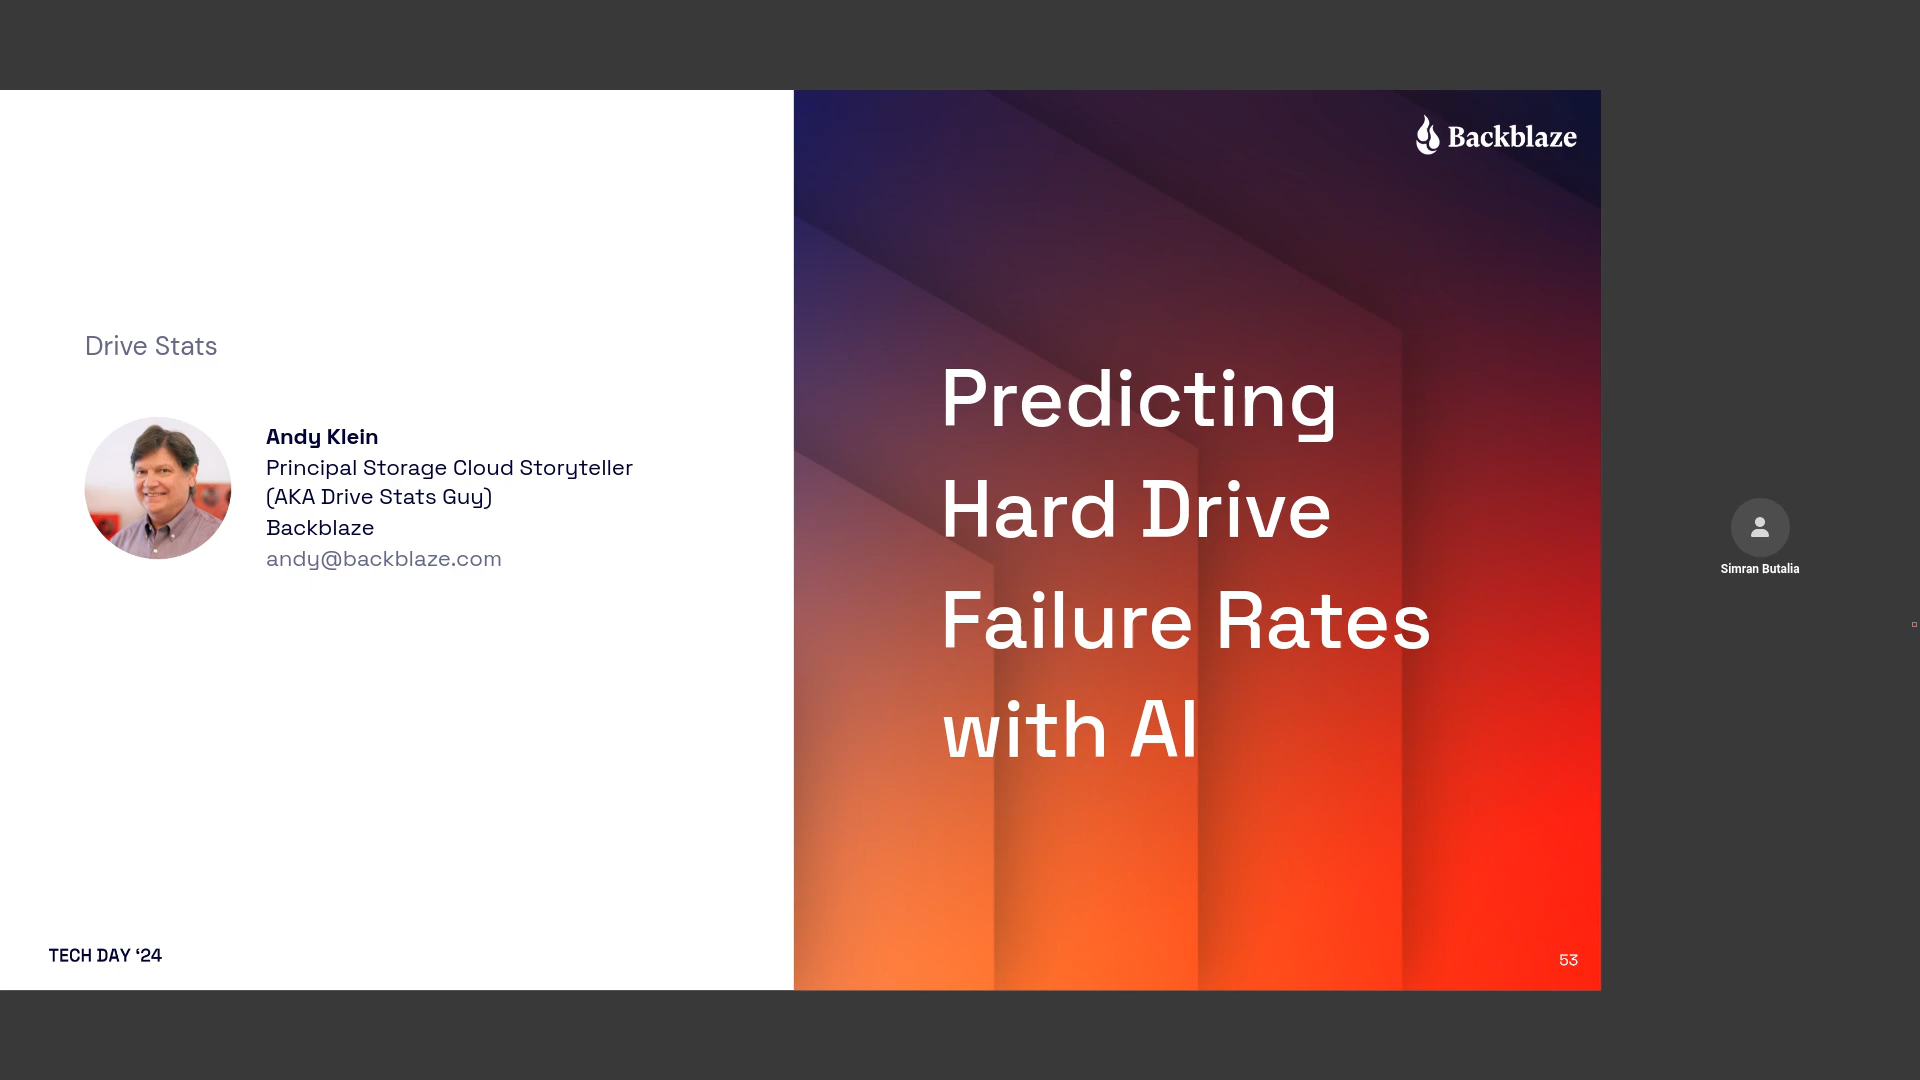 Drive Stats
Andy Klein
Principal Storage Cloud Storyteller
(AKA Drive Stats Guy)
Backblaze
andy@backblaze.com
TECH DAY ‘24
Backblaze
Predicting
Hard Drive
Failure Rates
with AI
53
Simran Butalia